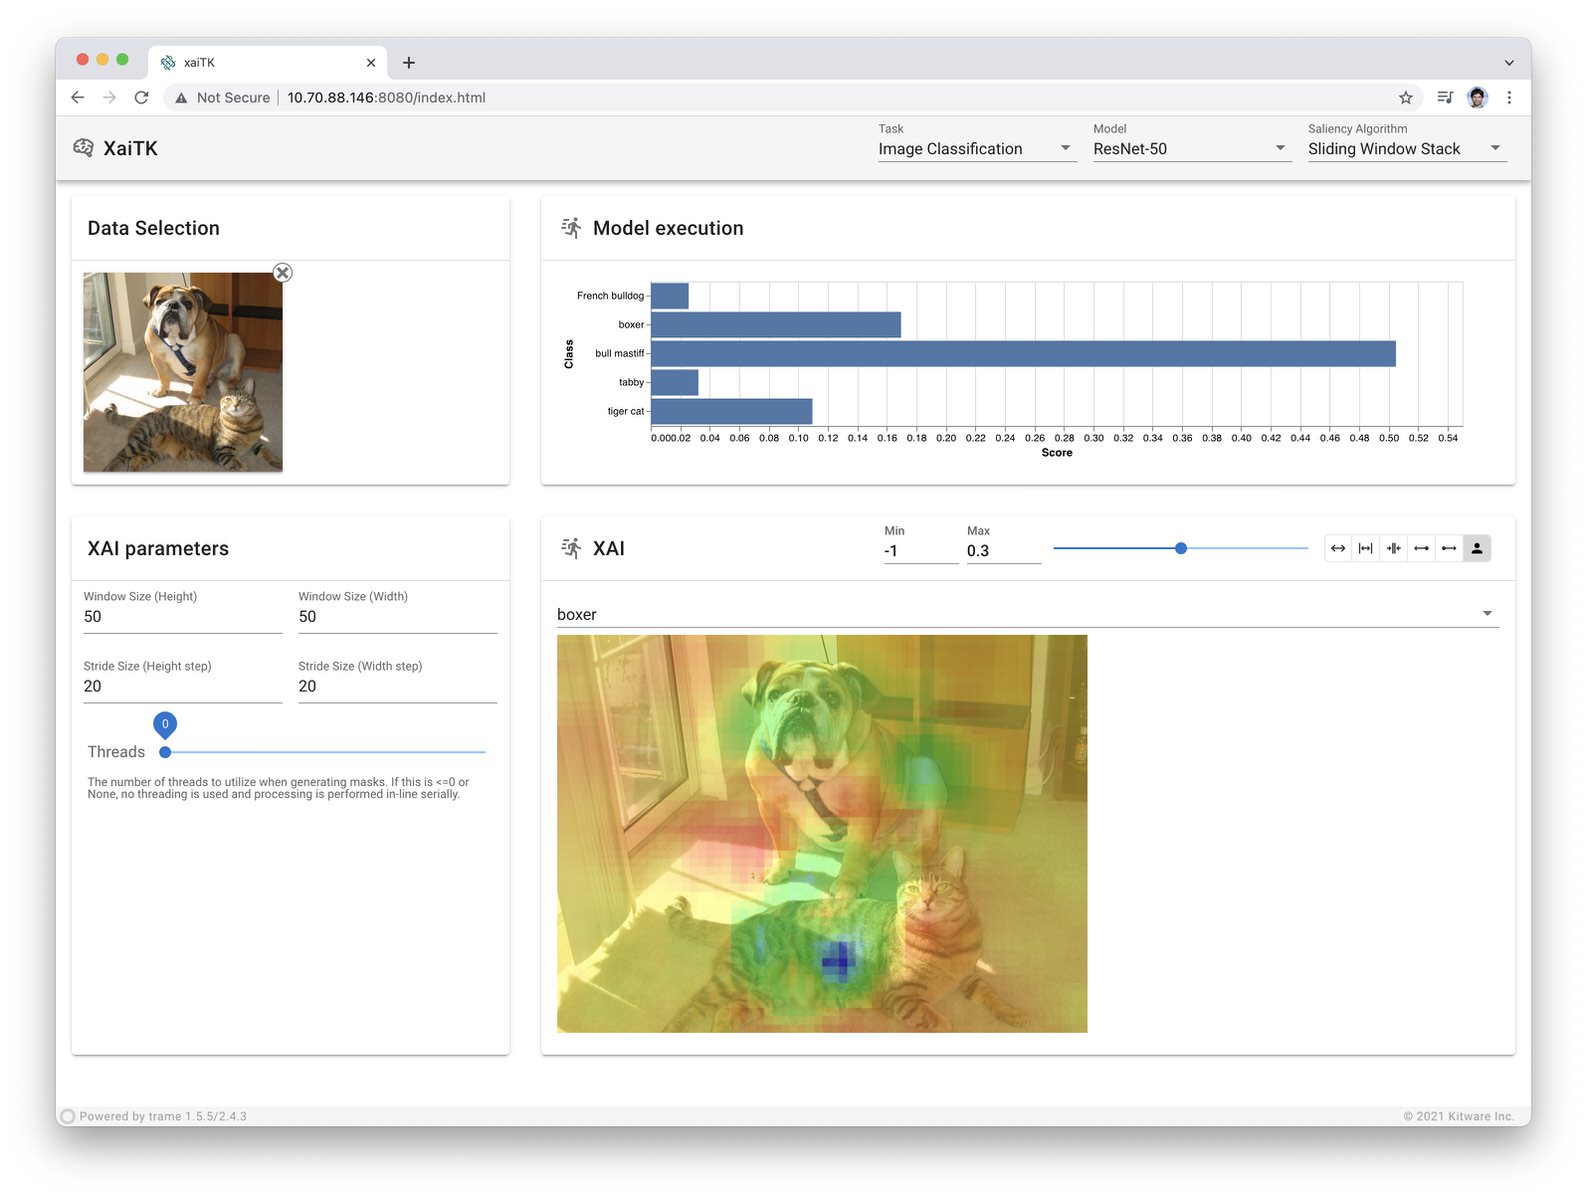 xaiTK
Not Secure
10.70.88.146:8080/index.html
XaiTK
Task
Image Classification
Model
ResNet-50
Saliency Algorithm
Sliding Window Stack
Data Selection
Model execution
French bulldog
boxer
bull mastiff
tabby
tiger cat
Class
0.00 0.02 0.04 0.06 0.08 0.10 0.12 0.14 0.16 0.18 0.20 0.22 0.24 0.26 0.28 0.30 0.32 0.34 0.36 0.38 0.40 0.42 0.44 0.46 0.48 0.50 0.52 0.54
Score
XAI parameters
Window Size (Height)
50
Window Size (Width)
50
Stride Size (Height step)
20
Stride Size (Width step)
20
0
Threads
The number of threads to utilize when generating masks. If this is <=0 or
None, no threading is used and processing is performed in-line serially.
XAI
Min
-1
Max
0.3
boxer
Powered by trame 1.5.5/2.4.3
© 2021 Kitware Inc.